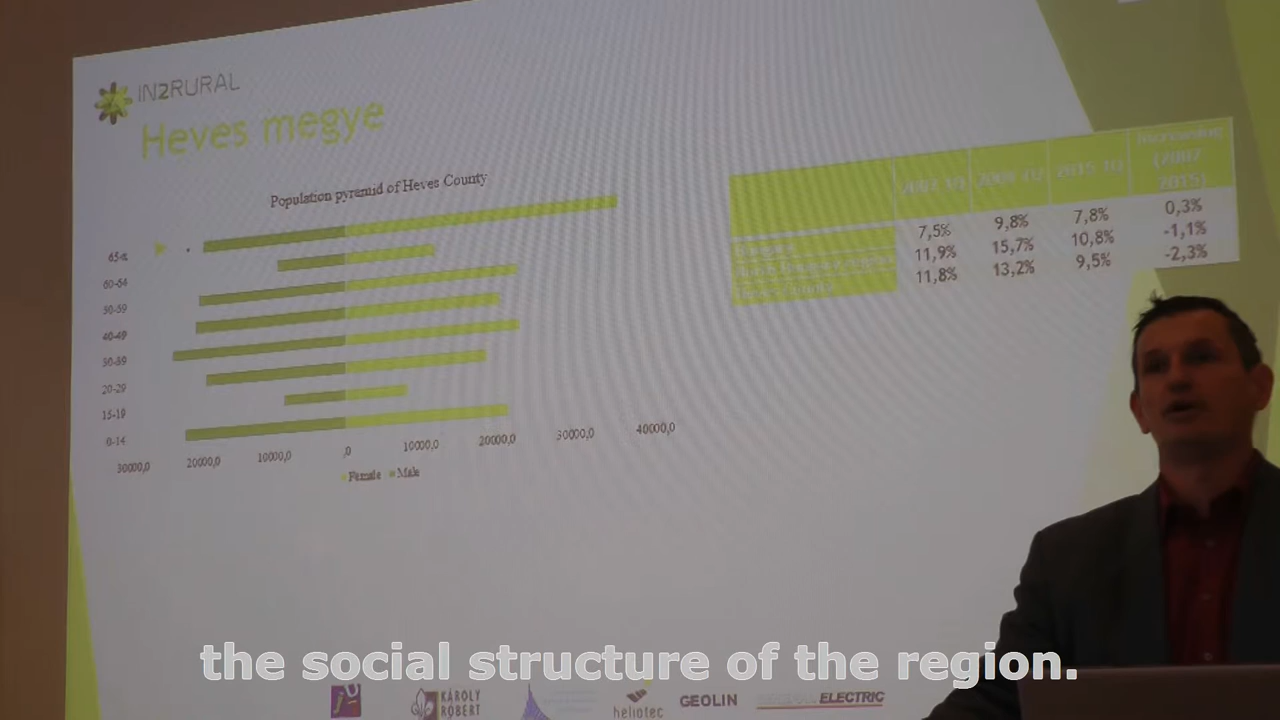 IN2RURAL
Heves megye
Population pyramid of Heves County
65-x
60-64
50-59
40-49
30-39
20-29
15-19
0-14
30000,0 20000,0 10000,0 ,0 10000,0 20000,0 30000,0 40000,0
Female Male
(2007
2015)
7,5% 9,8% 7,8% 0,3%
11,9% 15,7% 10,8% -1,1%
11,8% 13,2% 9,5% -2,3%
the social structure of the region.
KÁROLY
RÓBERT
heliotec
GEOLIN
ELECTRIC